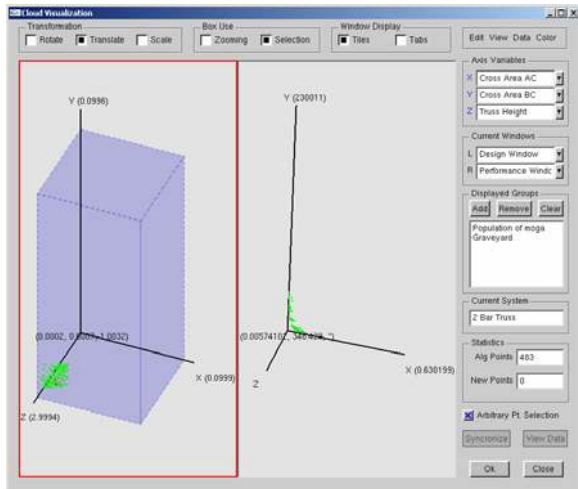 Cloud Visualization
Transformation
Rotate Translate Scale
Box Use
Zooming Selection
Window Display
Tiles Tabs
Edit View Data Color
Y (0.0996)
X (0.0999)
Z (2.9994)
Y (230011)
X (0.630199)
Z
Axis Variables
X Cross Area AC
Y Cross Area BC
Z Truss Height
Current Windows
L Design Window
R Performance Windc
Displayed Groups
Add Remove Clear
Population of moga
Graveyard
Current System
2 Bar Truss
Statistics
Alg Points 483
New Points 0
Arbitrary Pt. Selection
Syncronize View Data
Ok Close